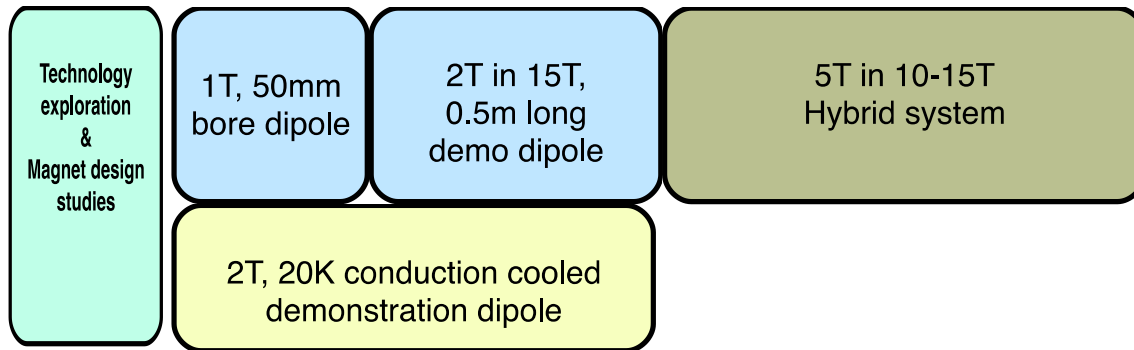 Technology
exploration
&
Magnet design
studies
1T, 50mm
bore dipole
2T in 15T,
0.5m long
demo dipole
5T in 10-15T
Hybrid system
2T, 20K conduction cooled
demonstration dipole